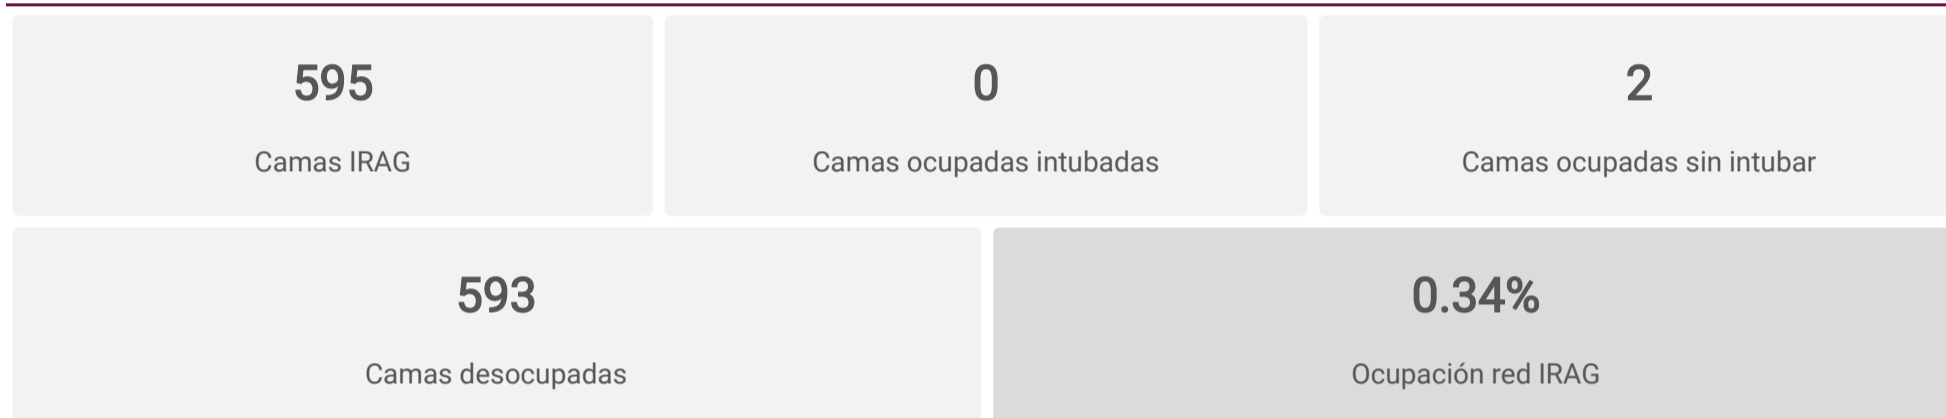 595
Camas IRAG
0
Camas ocupadas intubadas
2
Camas ocupadas sin intubar
593
Camas desocupadas
0.34%
Ocupación red IRAG